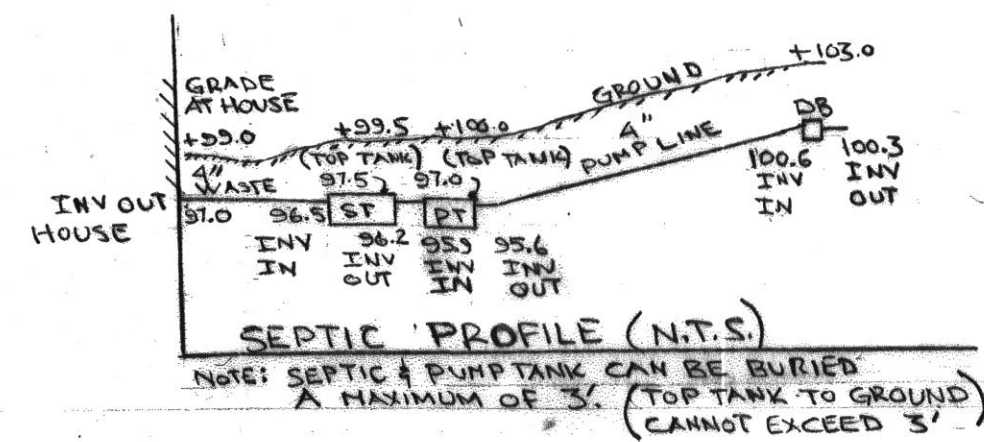 +103.0
GRADE
AT HOUSE
GROUND
DB
+99.0
+99.5
+100.0
4"
PUMP LINE
(TOP TANK)
(TOP TANK)
4"
WASTE
97.5
97.0
100.6
INV
IN
100.3
INV
OUT
INV OUT
HOUSE
97.0
96.5
INV
IN
ST
96.2
INV
OUT
PT
95.9
INV
IN
95.6
INV
OUT
SEPTIC PROFILE (N.T.S.)
NOTE: SEPTIC & PUMP TANK CAN BE BURIED
A MAXIMUM OF 3'. (TOP TANK TO GROUND
CANNOT EXCEED 3')